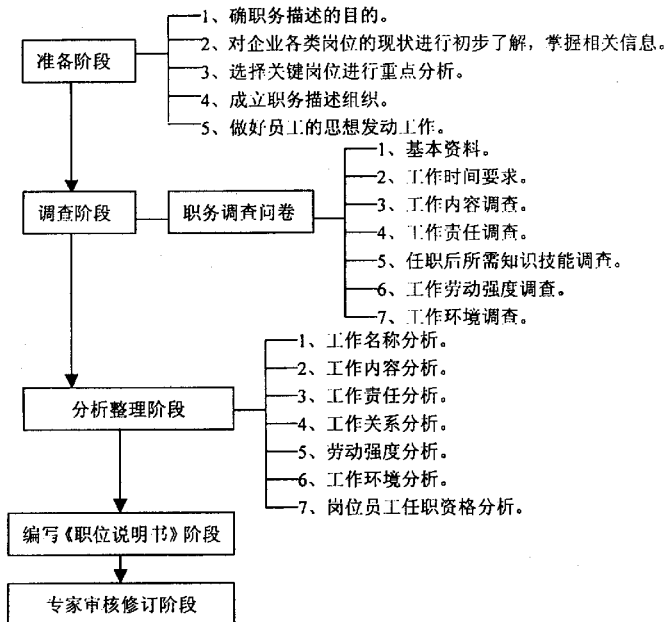 1、确职务描述的目的。
准备阶段
2、对企业各类岗位的现状进行初步了解，掌握相关信息。
3、选择关键岗位进行重点分析。
4、成立职务描述组织。
5、做好员工的思想发动工作。
调查阶段
职务调查问卷
1、基本资料。
2、工作时间要求。
3、工作内容调查。
4、工作责任调查。
5、任职后所需知识技能调查。
6、工作劳动强度调查。
7、工作环境调查。
分析整理阶段
1、工作名称分析。
2、工作内容分析。
3、工作责任分析。
4、工作关系分析。
5、劳动强度分析。
6、工作环境分析。
7、岗位员工任职资格分析。
编写《职位说明书》阶段
专家审核修订阶段